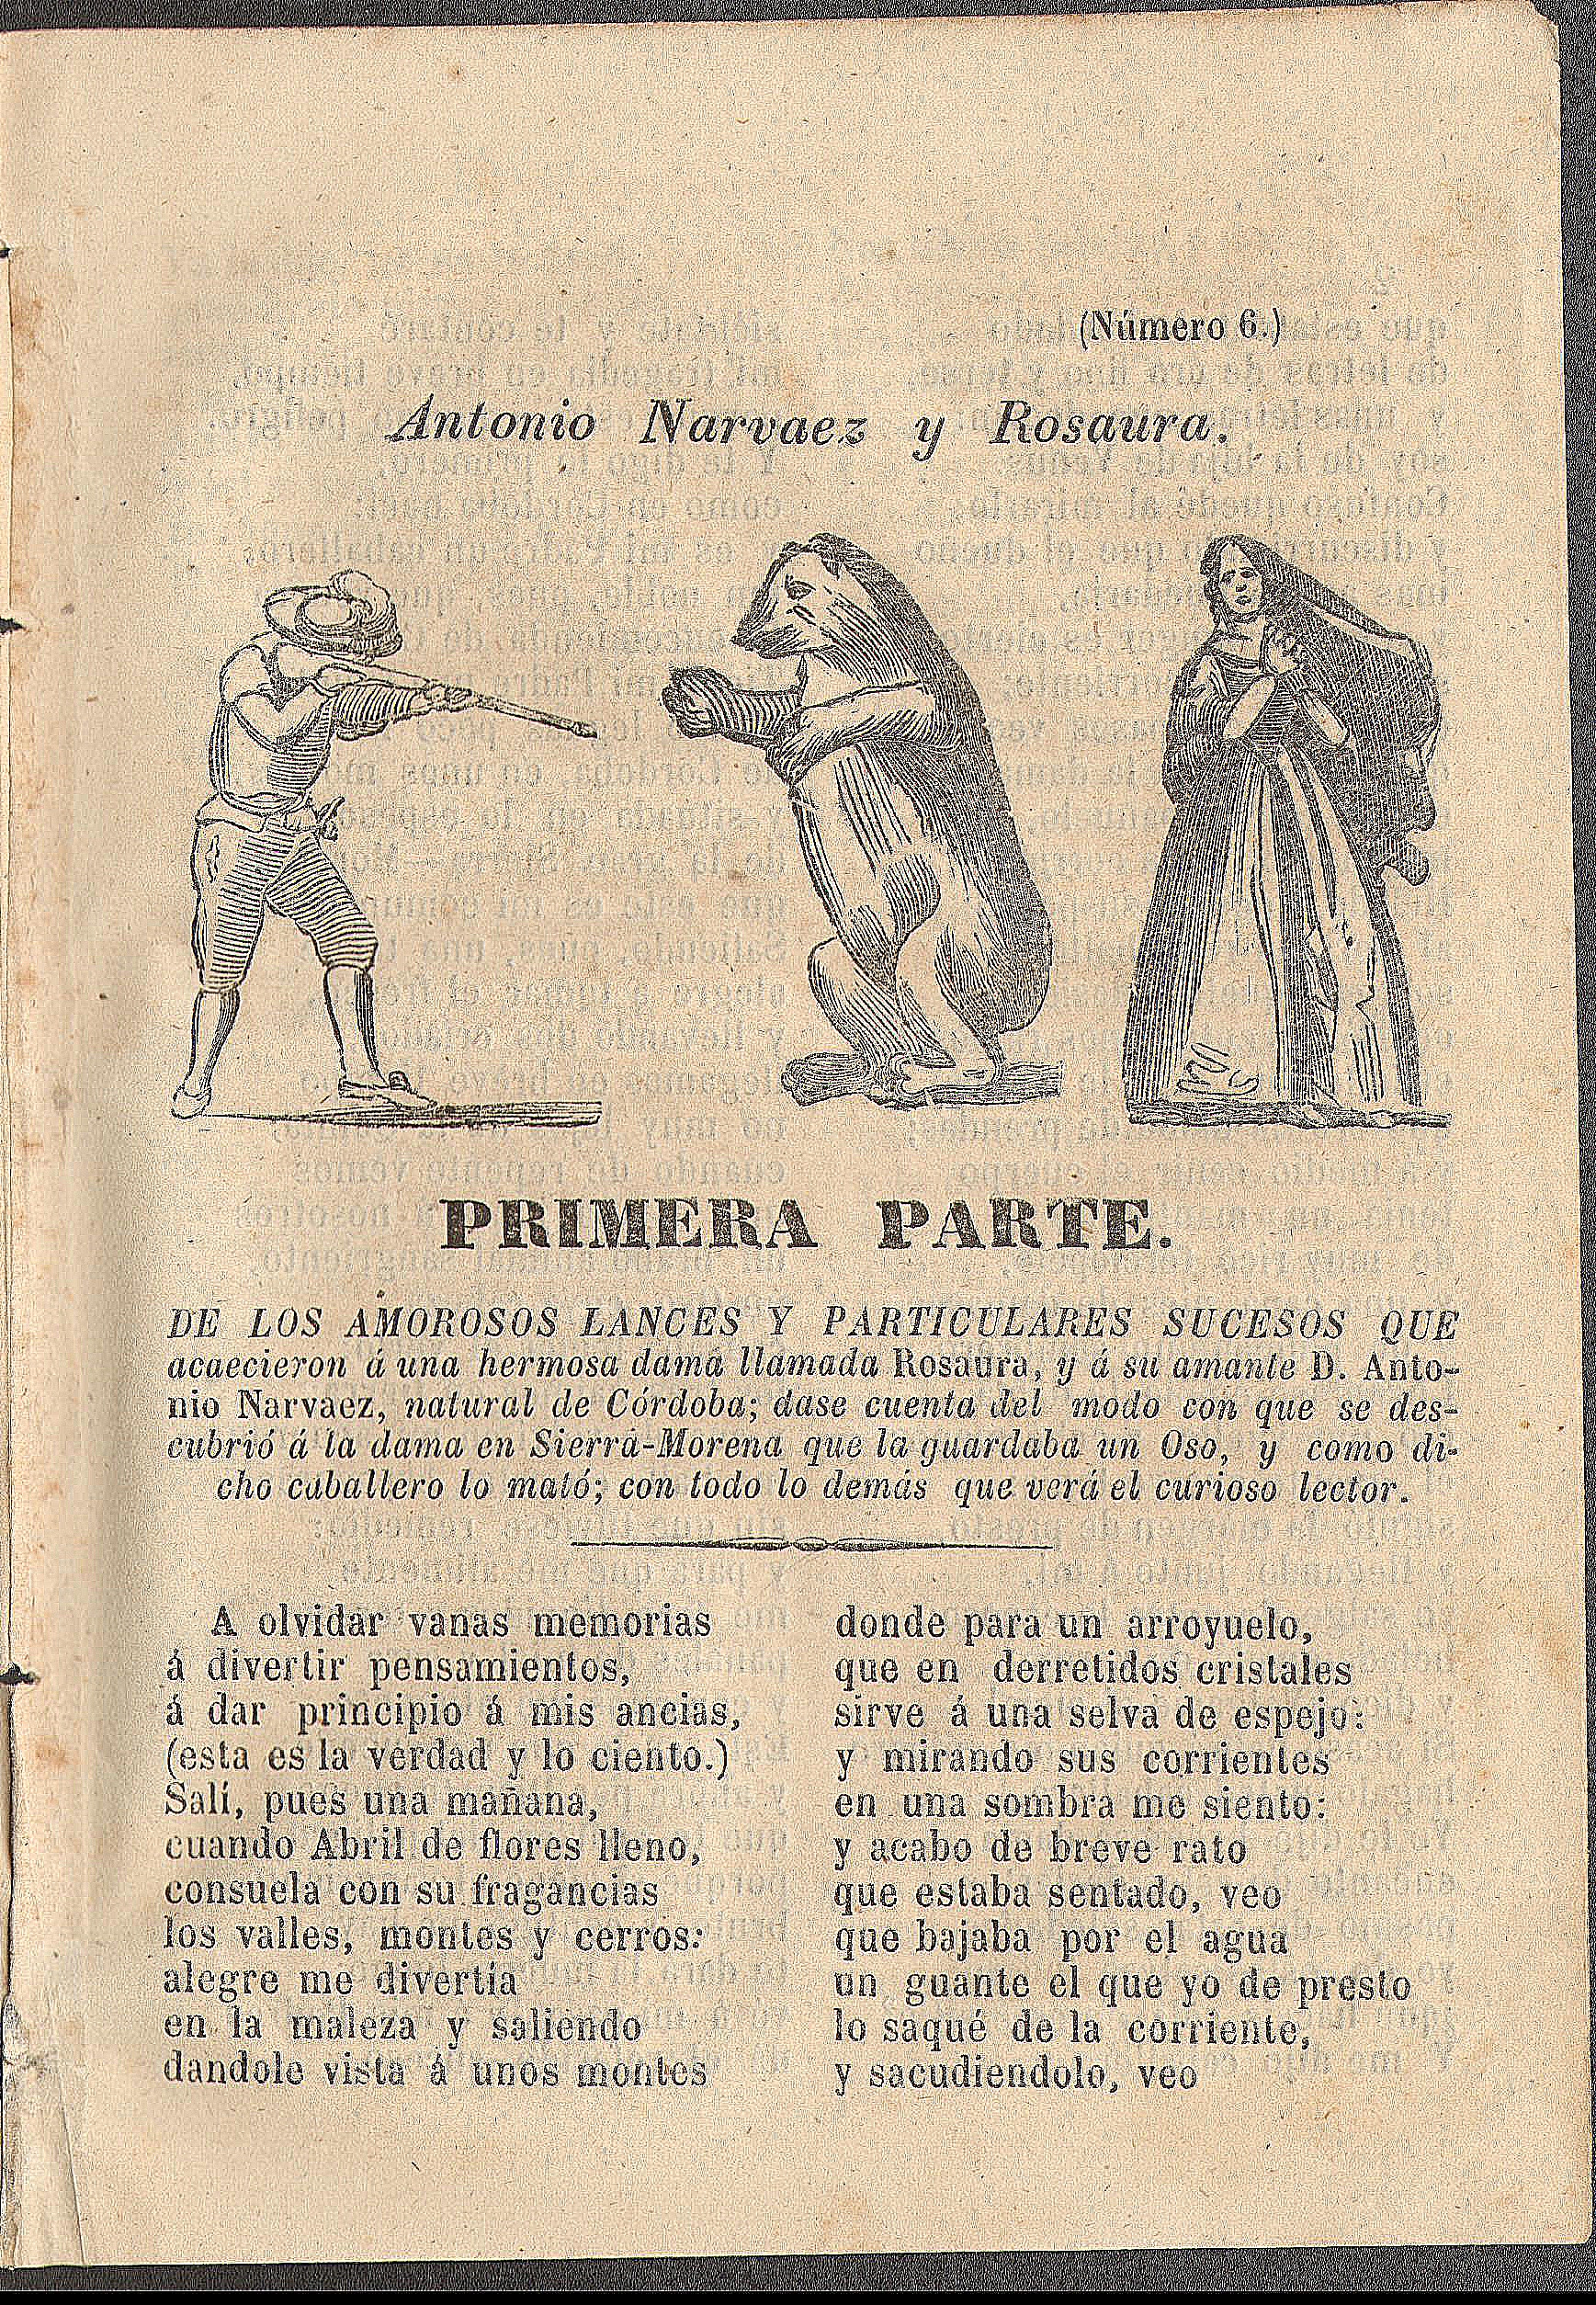 (Número 6.)
Antonio Narvaez y Rosaura.
PRIMERA PARTE.
DE LOS AMOROSOS LANCES Y PARTICULARES SUCESOS QUE
acaecieron á una hermosa dama llamada Rosaura, y á su amante D. Anto-
nio Narvaez, natural de Córdoba; dase cuenta del modo con que se des-
cubrió á la dama en Sierra-Morena que la guardaba un Oso, y como di-
cho caballero lo mató; con todo lo demás que verá el curioso lector.
A olvidar vanas memorias
á divertir pensamientos,
á dar principio á mis ancias,
(esta es la verdad y lo ciento.)
Salí, pues una mañana,
cuando Abril de flores lleno,
consuela con su fragancias
los valles, montes y cerros:
alegre me divertia
en la maleza y saliendo
dandole vista á unos montes
donde para un arroyuelo,
que en derretidos cristales
sirve á una selva de espejo:
y mirando sus corrientes
en una sombra me siento:
y acabo de breve rato
que estaba sentado, veo
que bajaba por el agua
un guante el que yo de presto
lo saqué de la corriente,
y sacudiendolo, veo